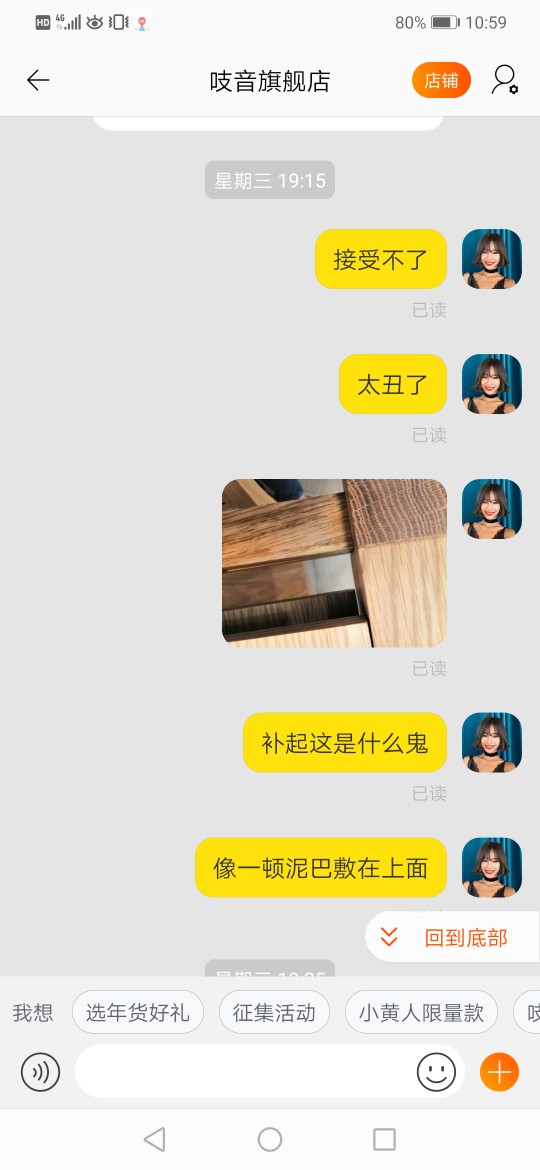 HD 4G 80% 10:59
吱音旗舰店 店铺
星期三 19:15
接受不了
已读
太丑了
已读
已读
补起这是什么鬼
已读
像一顿泥巴敷在上面
回到底部
我想 选年货好礼 征集活动 小黄人限量款